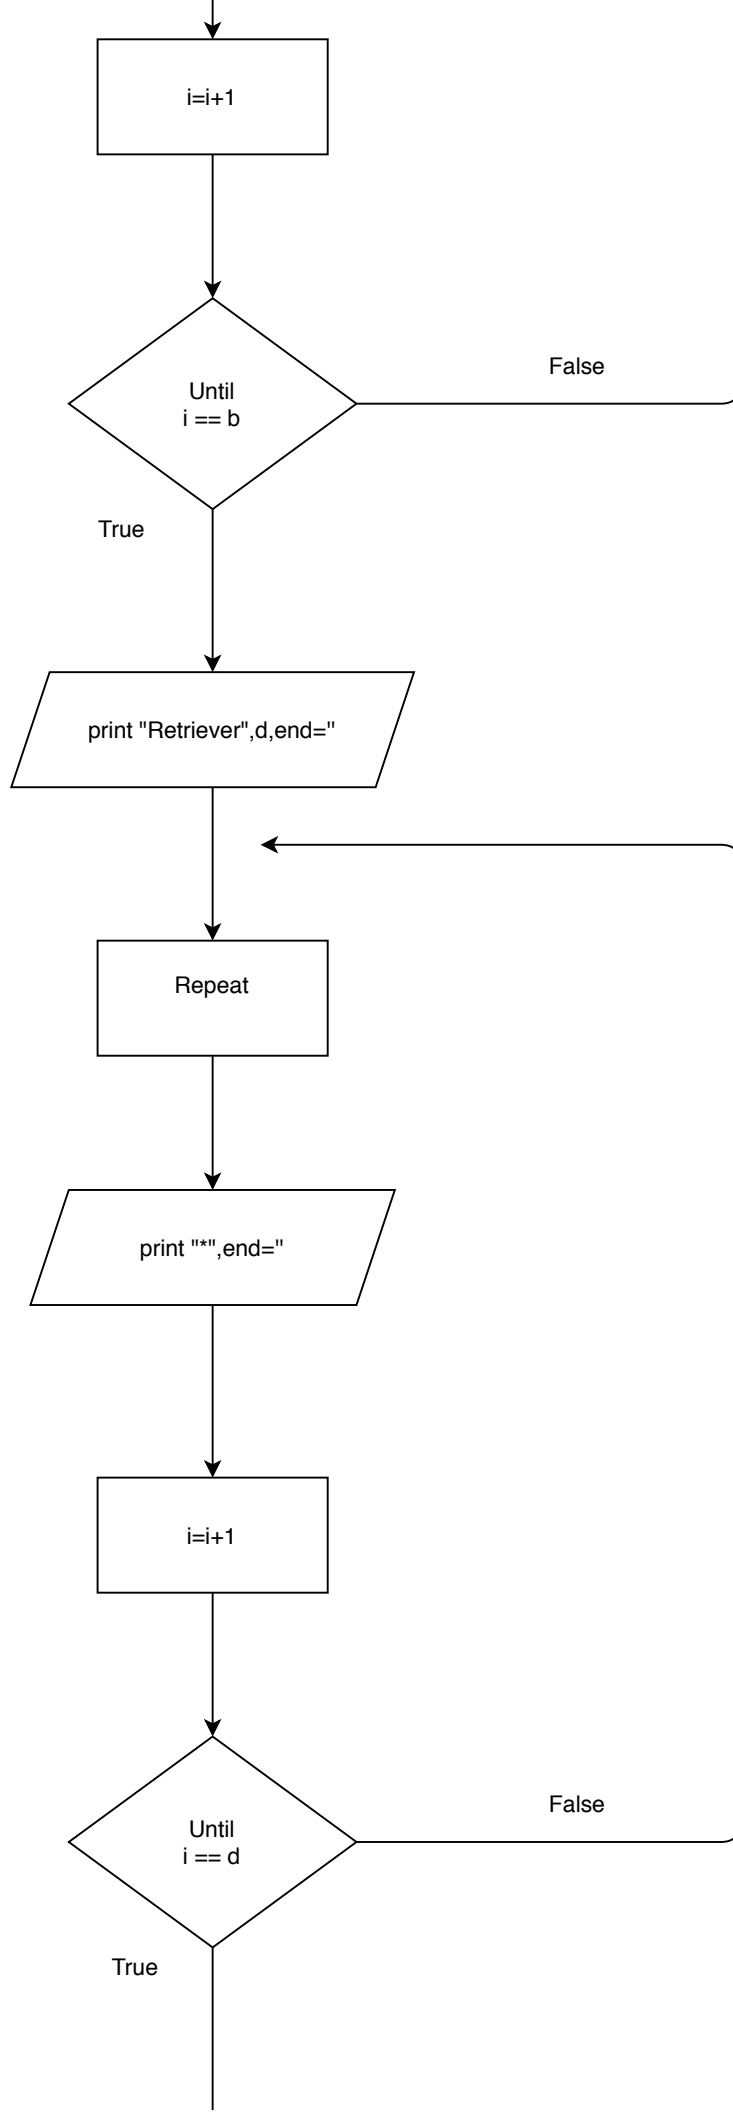 i=i+1
Until
i == b
False
True
print "Retriever",d,end=''
Repeat
print "*",end=''
i=i+1
Until
i == d
False
True